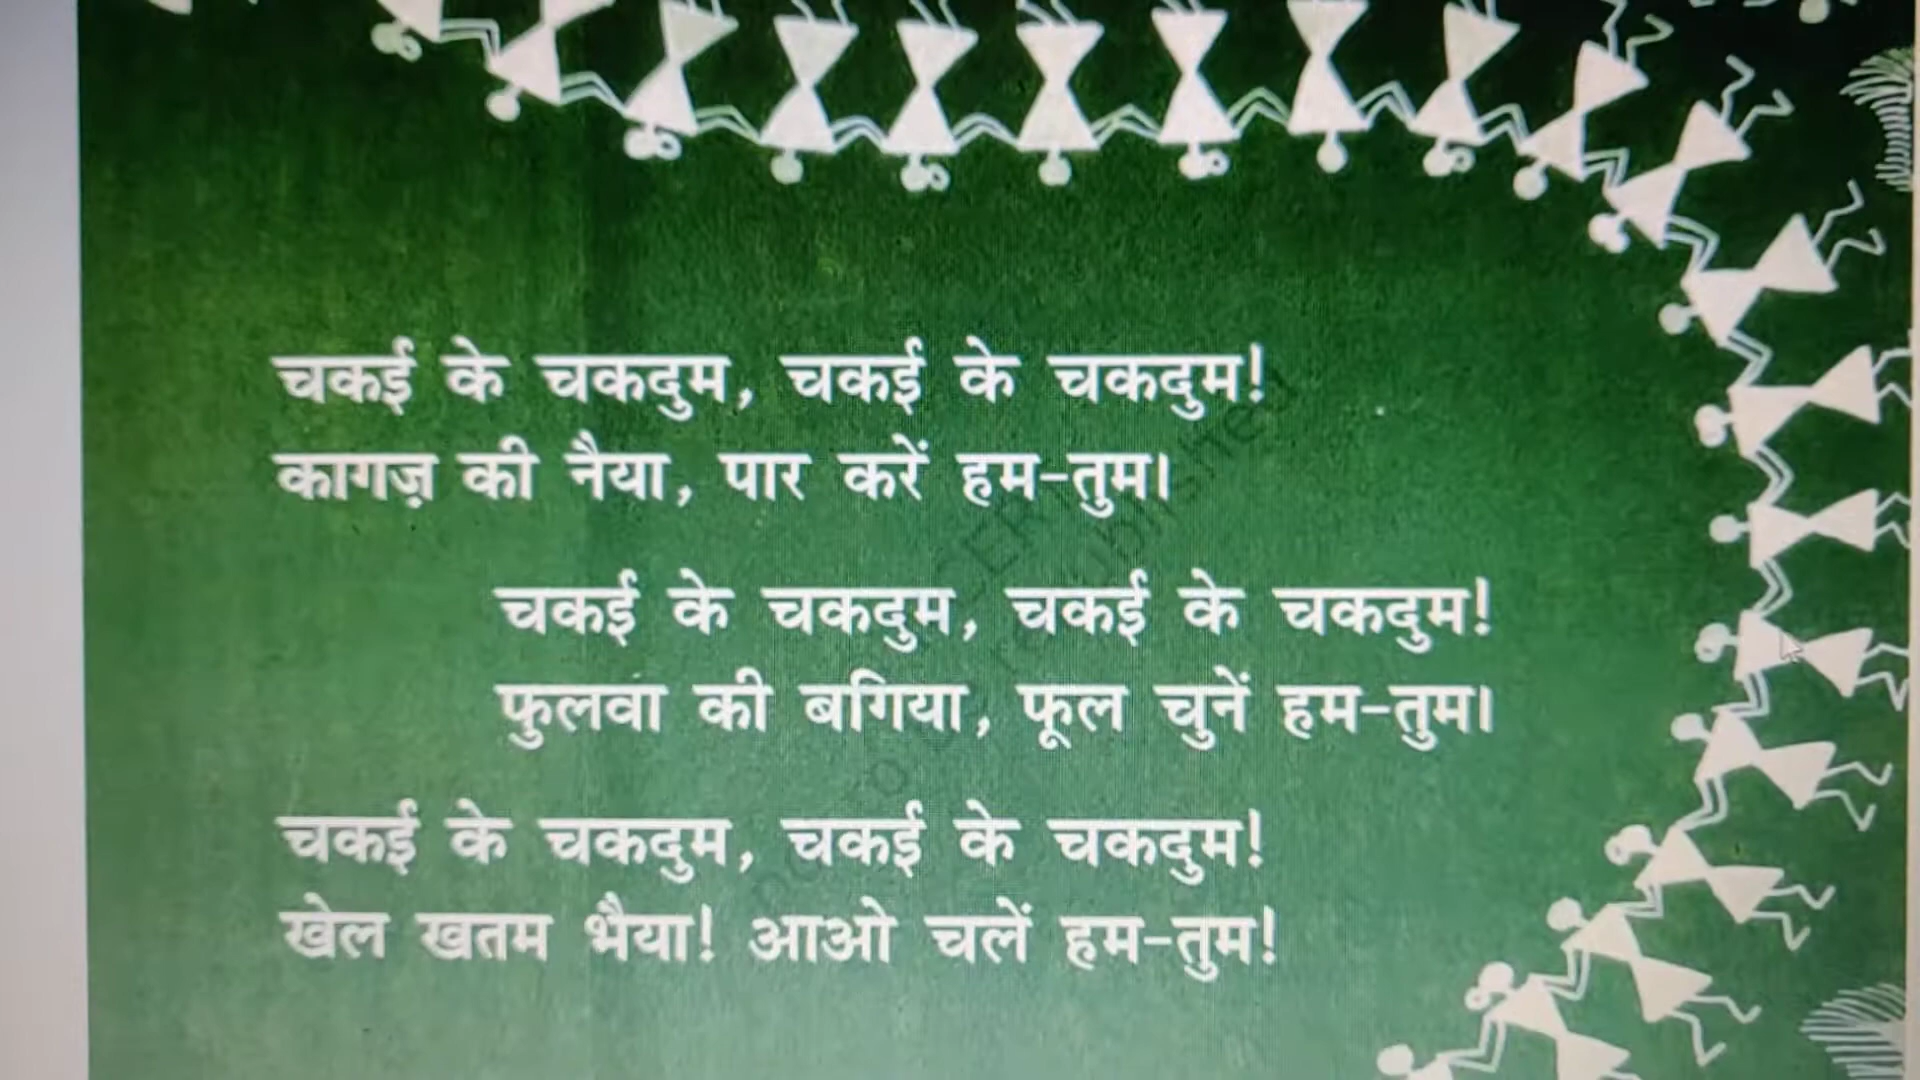 चकई के चकदुम, चकई के चकदुम!
कागज़ की नैया, पार करें हम-तुम।
चकई के चकदुम, चकई के चकदुम!
फुलवा की बगिया, फूल चुनें हम-तुम।
चकई के चकदुम, चकई के चकदुम!
खेल खतम भैया! आओ चलें हम-तुम!